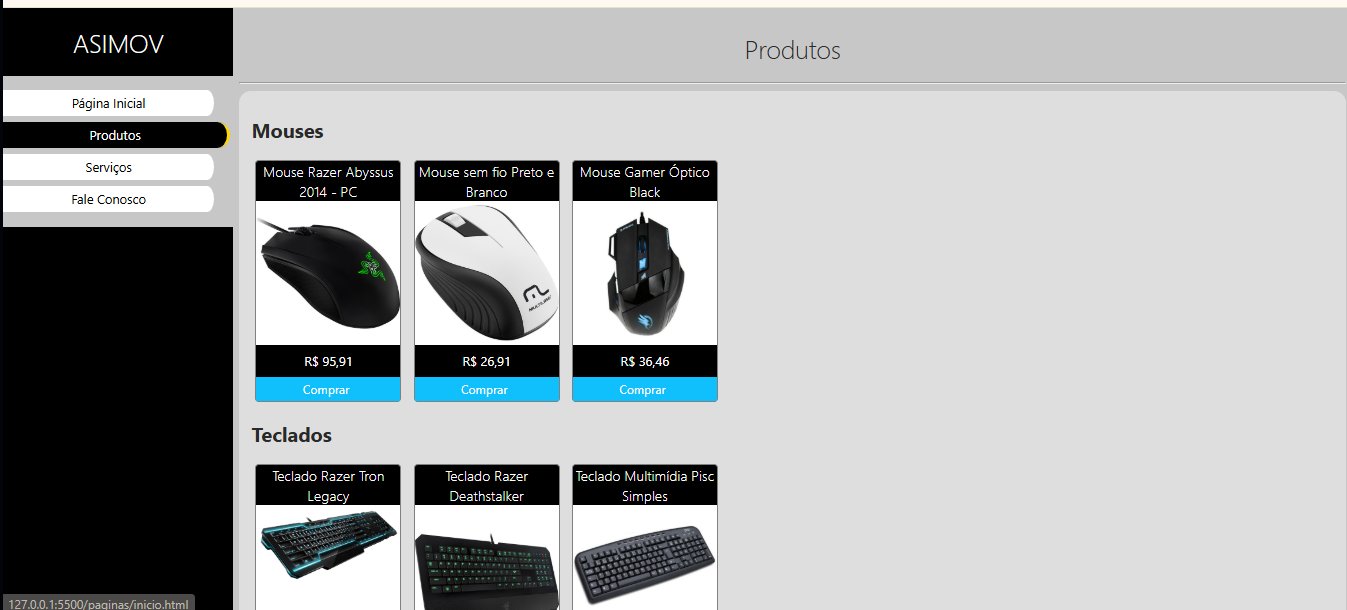 ASIMOV
Página Inicial
Produtos
Serviços
Fale Conosco
Produtos
Mouses
Mouse Razer Abyssus
2014 - PC
Mouse sem fio Preto e
Branco
Mouse Gamer Óptico
Black
R$ 95,91
R$ 26,91
R$ 36,46
Comprar
Comprar
Comprar
Teclados
Teclado Razer Tron
Legacy
Teclado Razer
Deathstalker
Teclado Multimídia Pisc
Simples
127.0.0.1:5500/paginas/inicio.html